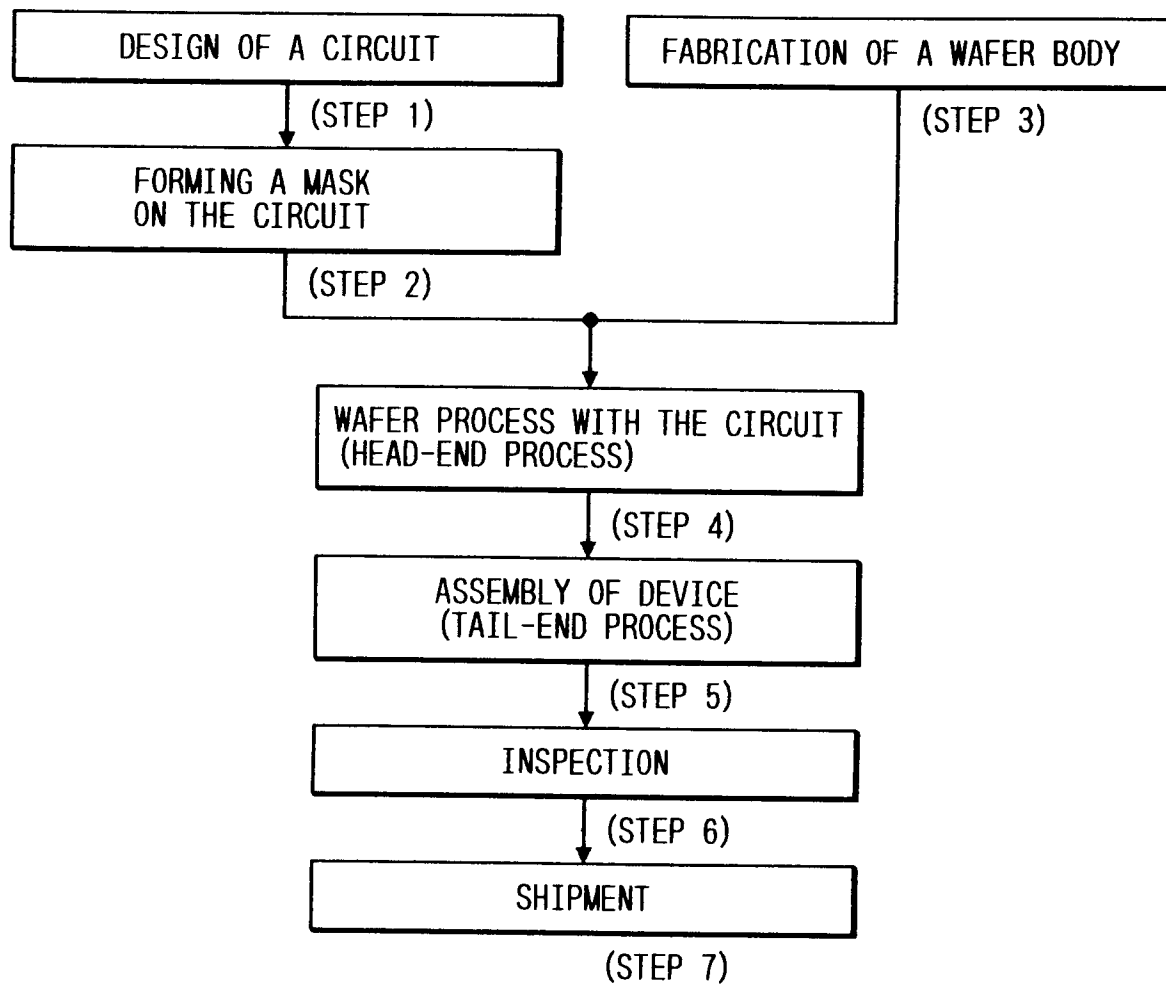 DESIGN OF A CIRCUIT
(STEP 1)
FORMING A MASK
ON THE CIRCUIT
(STEP 2)
FABRICATION OF A WAFER BODY
(STEP 3)
WAFER PROCESS WITH THE CIRCUIT
(HEAD-END PROCESS)
(STEP 4)
ASSEMBLY OF DEVICE
(TAIL-END PROCESS)
(STEP 5)
INSPECTION
(STEP 6)
SHIPMENT
(STEP 7)